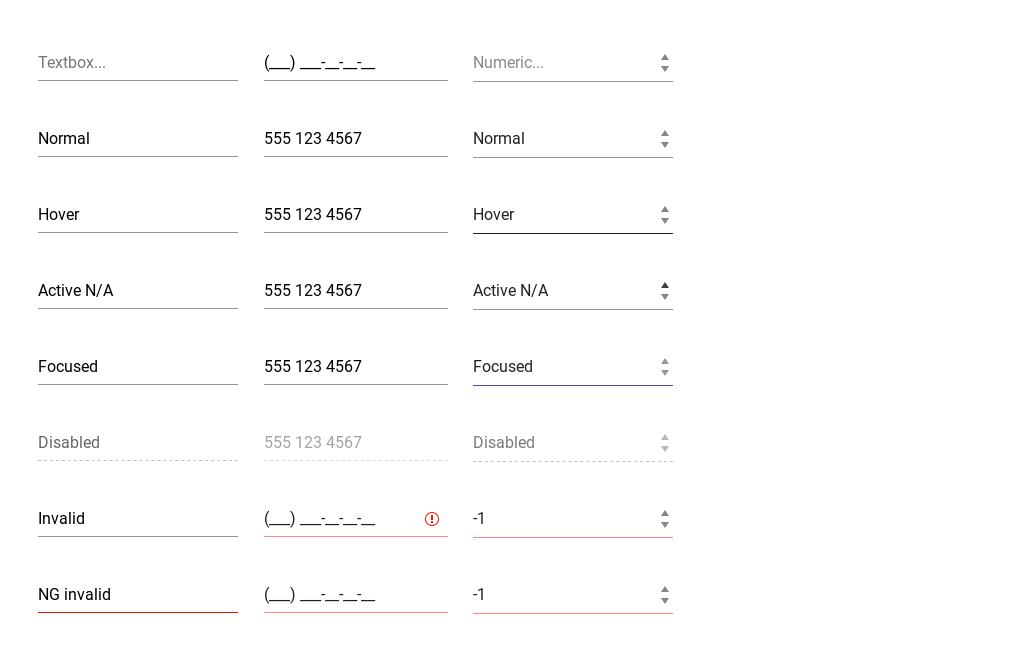 Textbox... (___) ___-__-__-__ Numeric...
Normal 555 123 4567 Normal
Hover 555 123 4567 Hover
Active N/A 555 123 4567 Active N/A
Focused 555 123 4567 Focused
Disabled 555 123 4567 Disabled
Invalid (___) ___-__-__-__ -1
NG invalid (___) ___-__-__-__ -1